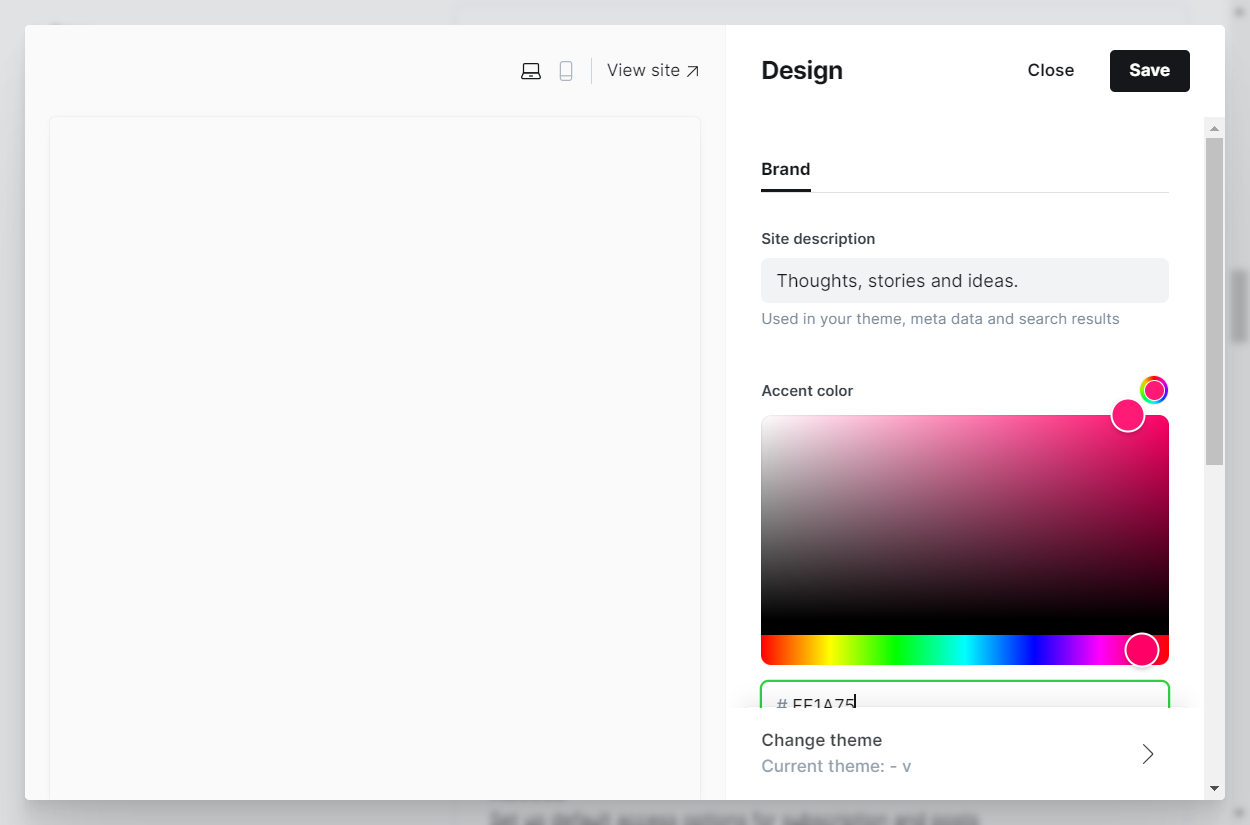 View site
Design
Close
Save
Brand
Site description
Thoughts, stories and ideas.
Used in your theme, meta data and search results
Accent color
# FF1A75
Change theme
Current theme: - v
Set up default access options for subscription and posts